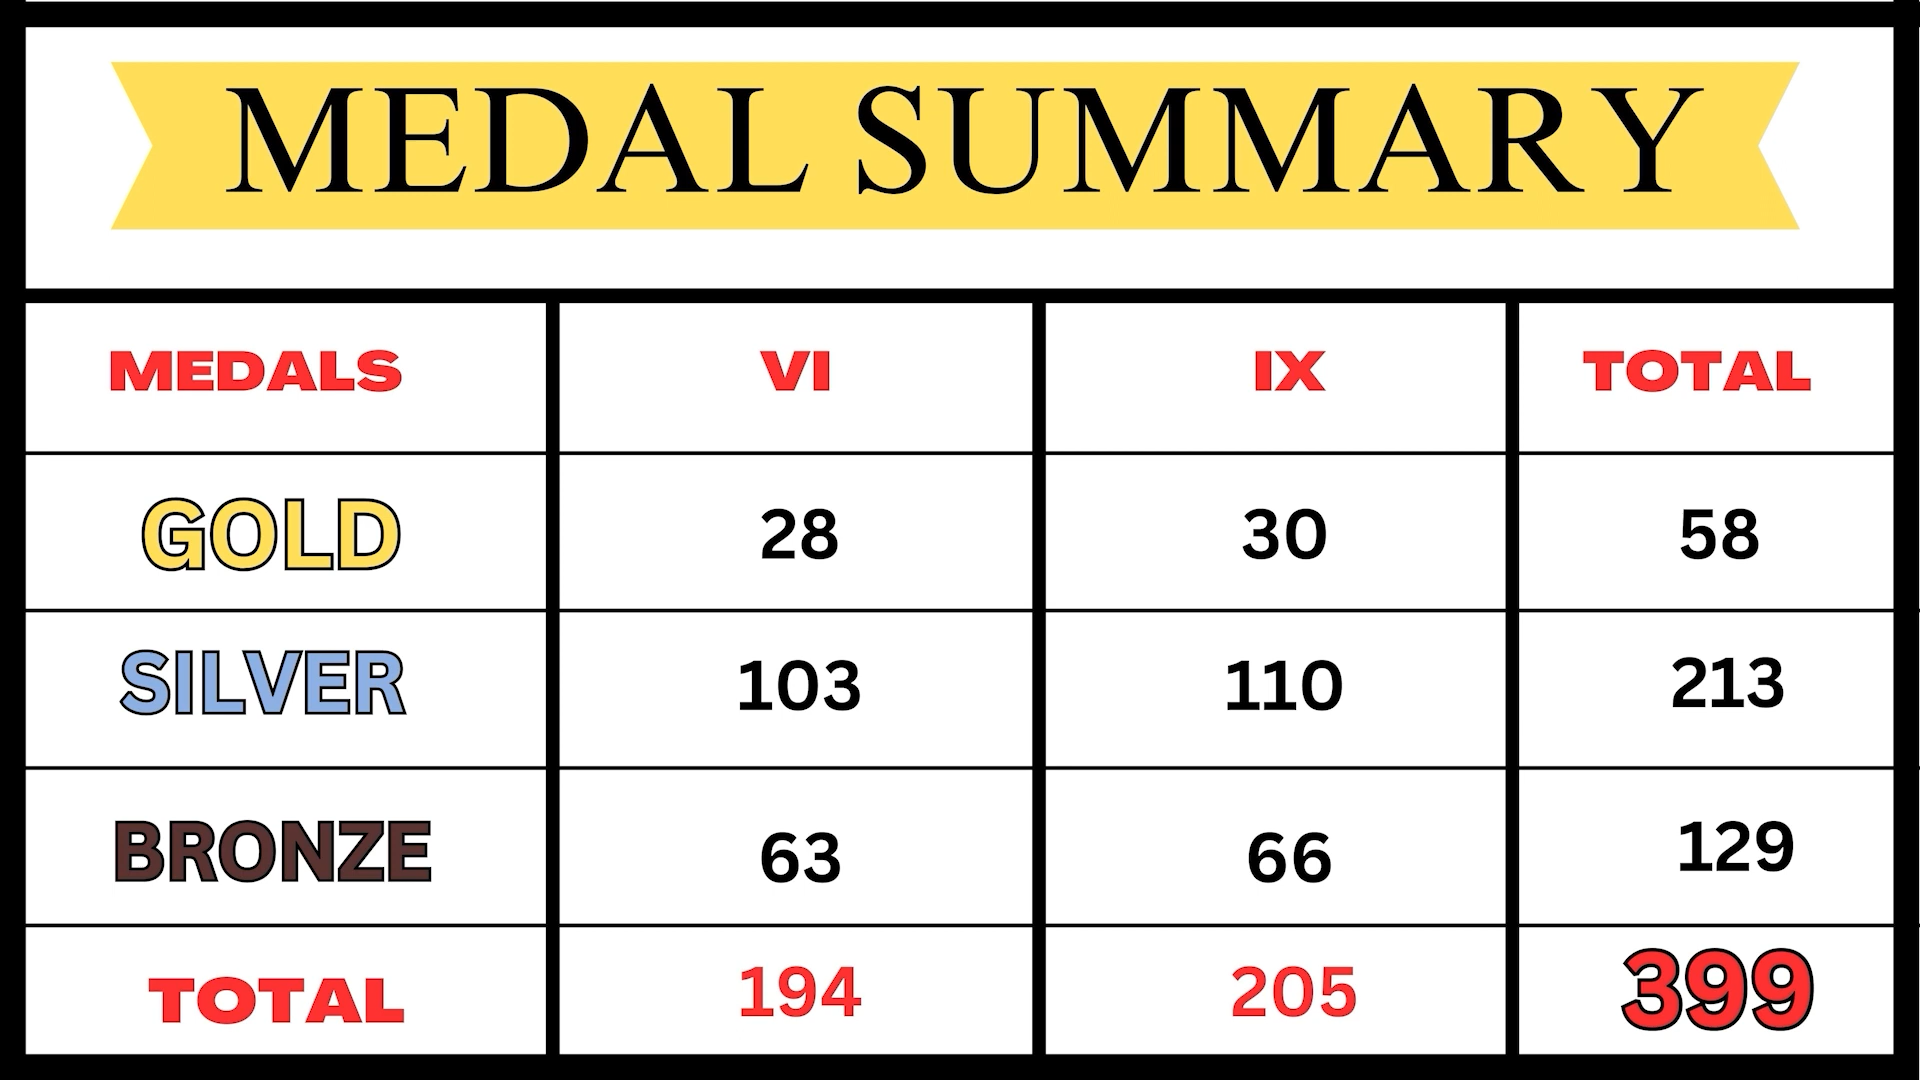 MEDAL SUMMARY
MEDALS VI IX TOTAL
GOLD 28 30 58
SILVER 103 110 213
BRONZE 63 66 129
TOTAL 194 205 399